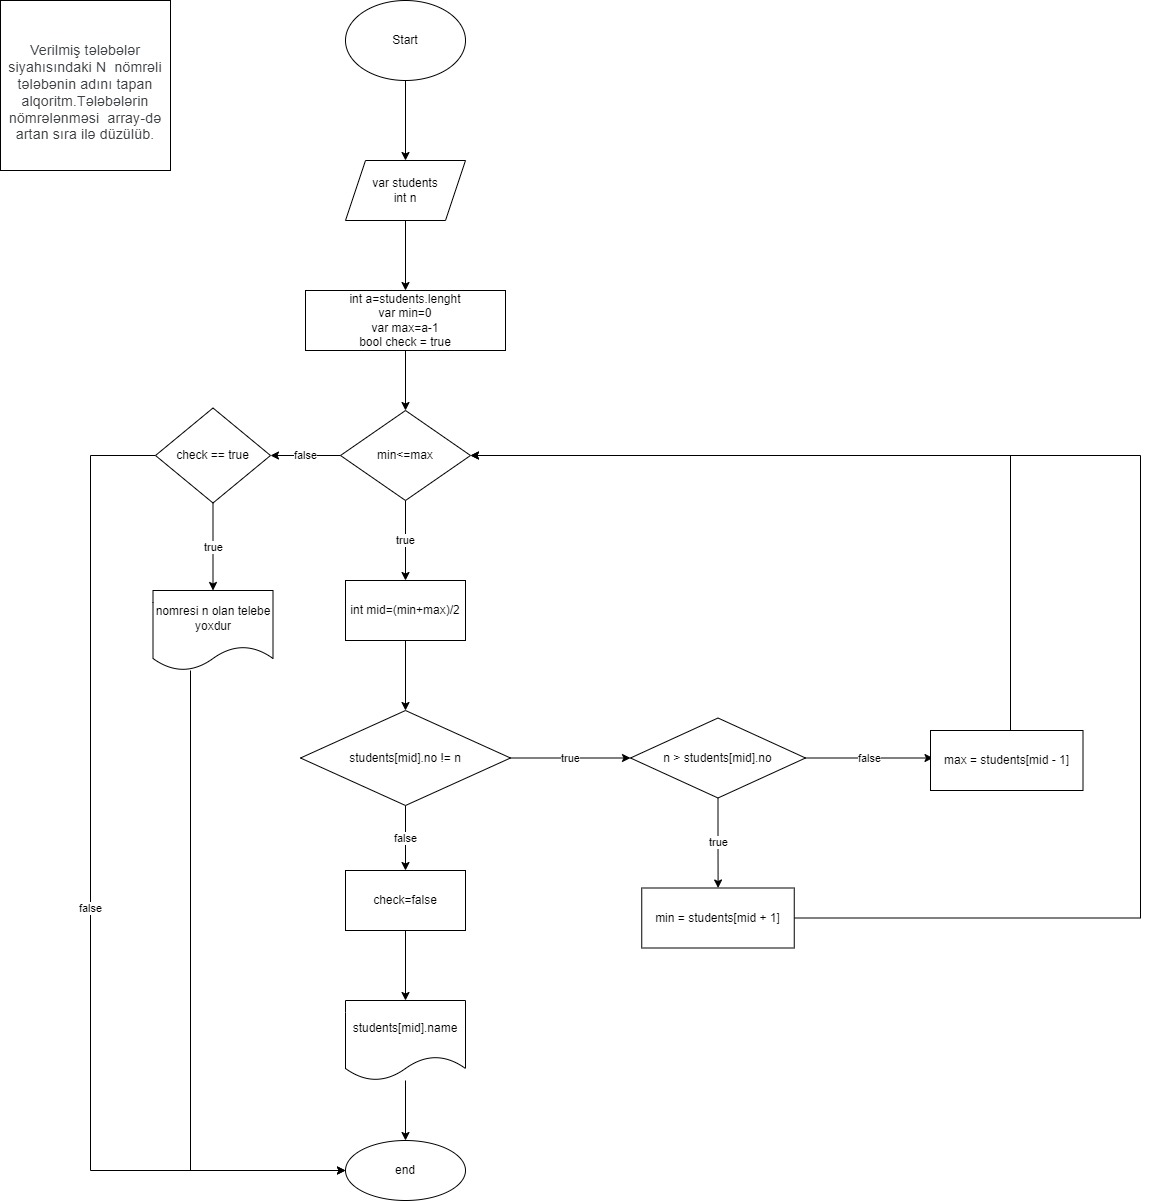 Verilmiş tələbələr
siyahısındaki N nömrəli
tələbənin adını tapan
alqoritm.Tələbələrin
nömrələnməsi array-də
artan sıra ilə düzülüb.
Start
var students
int n
int a=students.lenght
var min=0
var max=a-1
bool check = true
check == true
false
min<=max
true
true
int mid=(min+max)/2
nomresi n olan telebe
yoxdur
students[mid].no != n
true
n > students[mid].no
false
max = students[mid - 1]
false
true
check=false
false
min = students[mid + 1]
students[mid].name
end